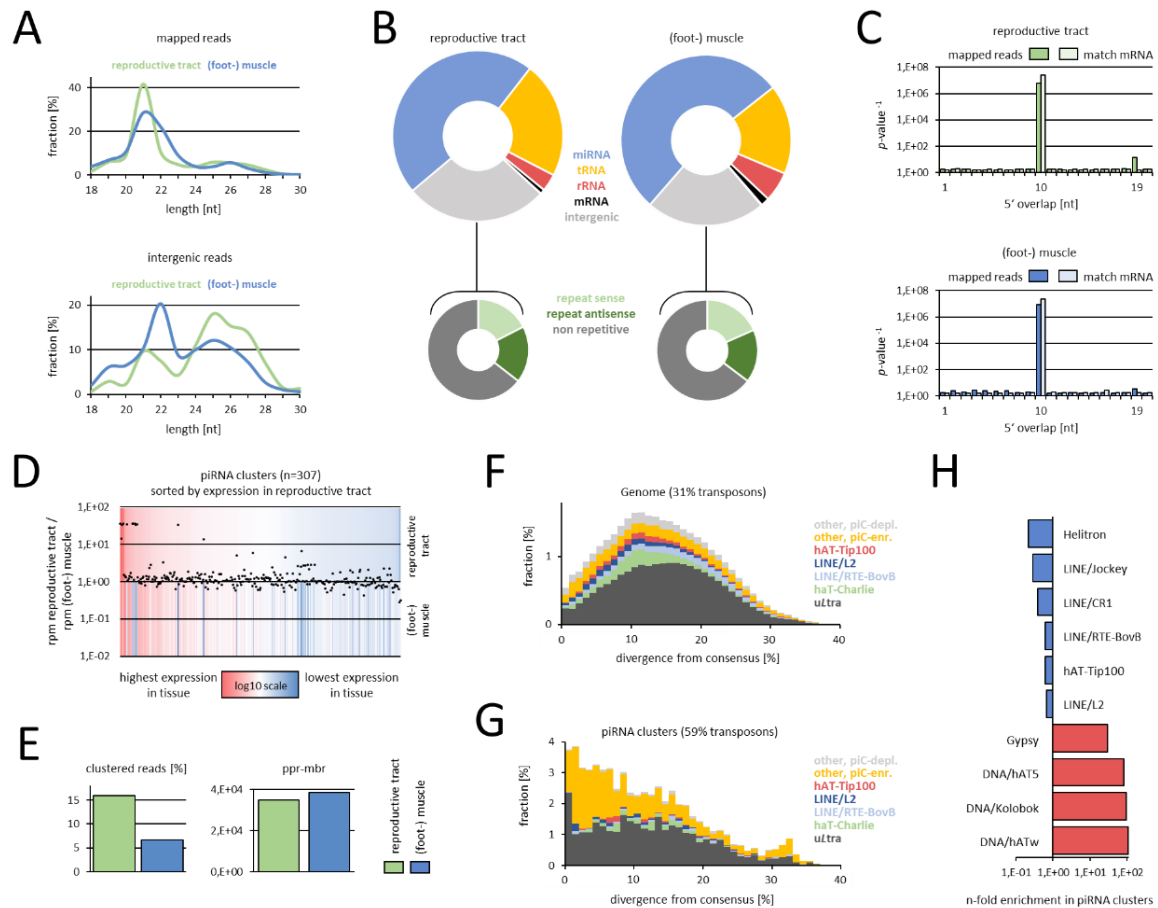 A
mapped reads
reproductive tract (foot-) muscle
fraction [%]
40
20
0
18 20 22 24 26 28 30
length [nt]
intergenic reads
reproductive tract (foot-) muscle
fraction [%]
20
10
0
18 20 22 24 26 28 30
length [nt]
B
reproductive tract
(foot-) muscle
miRNA
tRNA
rRNA
mRNA
intergenic
repeat sense
repeat antisense
non repetitive
C
reproductive tract
mapped reads match mRNA
p-value -1
1,E+08
1,E+06
1,E+04
1,E+02
1,E+00
1 10 19
5' overlap [nt]
(foot-) muscle
mapped reads match mRNA
p-value -1
1,E+08
1,E+06
1,E+04
1,E+02
1,E+00
1 10 19
5' overlap [nt]
D
piRNA clusters (n=307)
sorted by expression in reproductive tract
rpm reproductive tract /
rpm (foot-) muscle
1,E+02
1,E+01
1,E+00
1,E-01
1,E-02
reproductive
tract
(foot-)
muscle
highest expression
in tissue
log10 scale
lowest expression
in tissue
E
clustered reads [%]
15
10
5
0
ppr-mbr
4,E+04
2,E+04
0,E+00
reproductive tract
(foot-) muscle
F
Genome (31% transposons)
fraction [%]
1
0
0 10 20 30 40
divergence from consensus [%]
other, piC-depl.
other, piC-enr.
hAT-Tip100
LINE/L2
LINE/RTE-BovB
haT-Charlie
uLtra
G
piRNA clusters (59% transposons)
fraction [%]
4
3
2
1
0
0 10 20 30 40
divergence from consensus [%]
other, piC-depl.
other, piC-enr.
hAT-Tip100
LINE/L2
LINE/RTE-BovB
haT-Charlie
uLtra
H
Helitron
LINE/Jockey
LINE/CR1
LINE/RTE-BovB
hAT-Tip100
LINE/L2
Gypsy
DNA/hAT5
DNA/Kolobok
DNA/hATw
1,E-01 1,E+00 1,E+01 1,E+02
n-fold enrichment in piRNA clusters